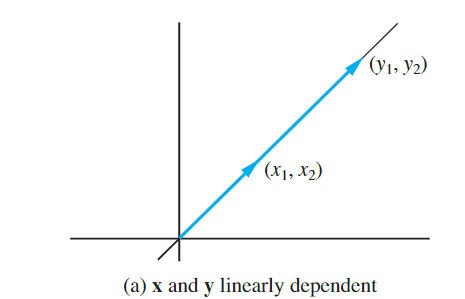 (y₁, y₂)
(x₁, x₂)
(a) x and y linearly dependent